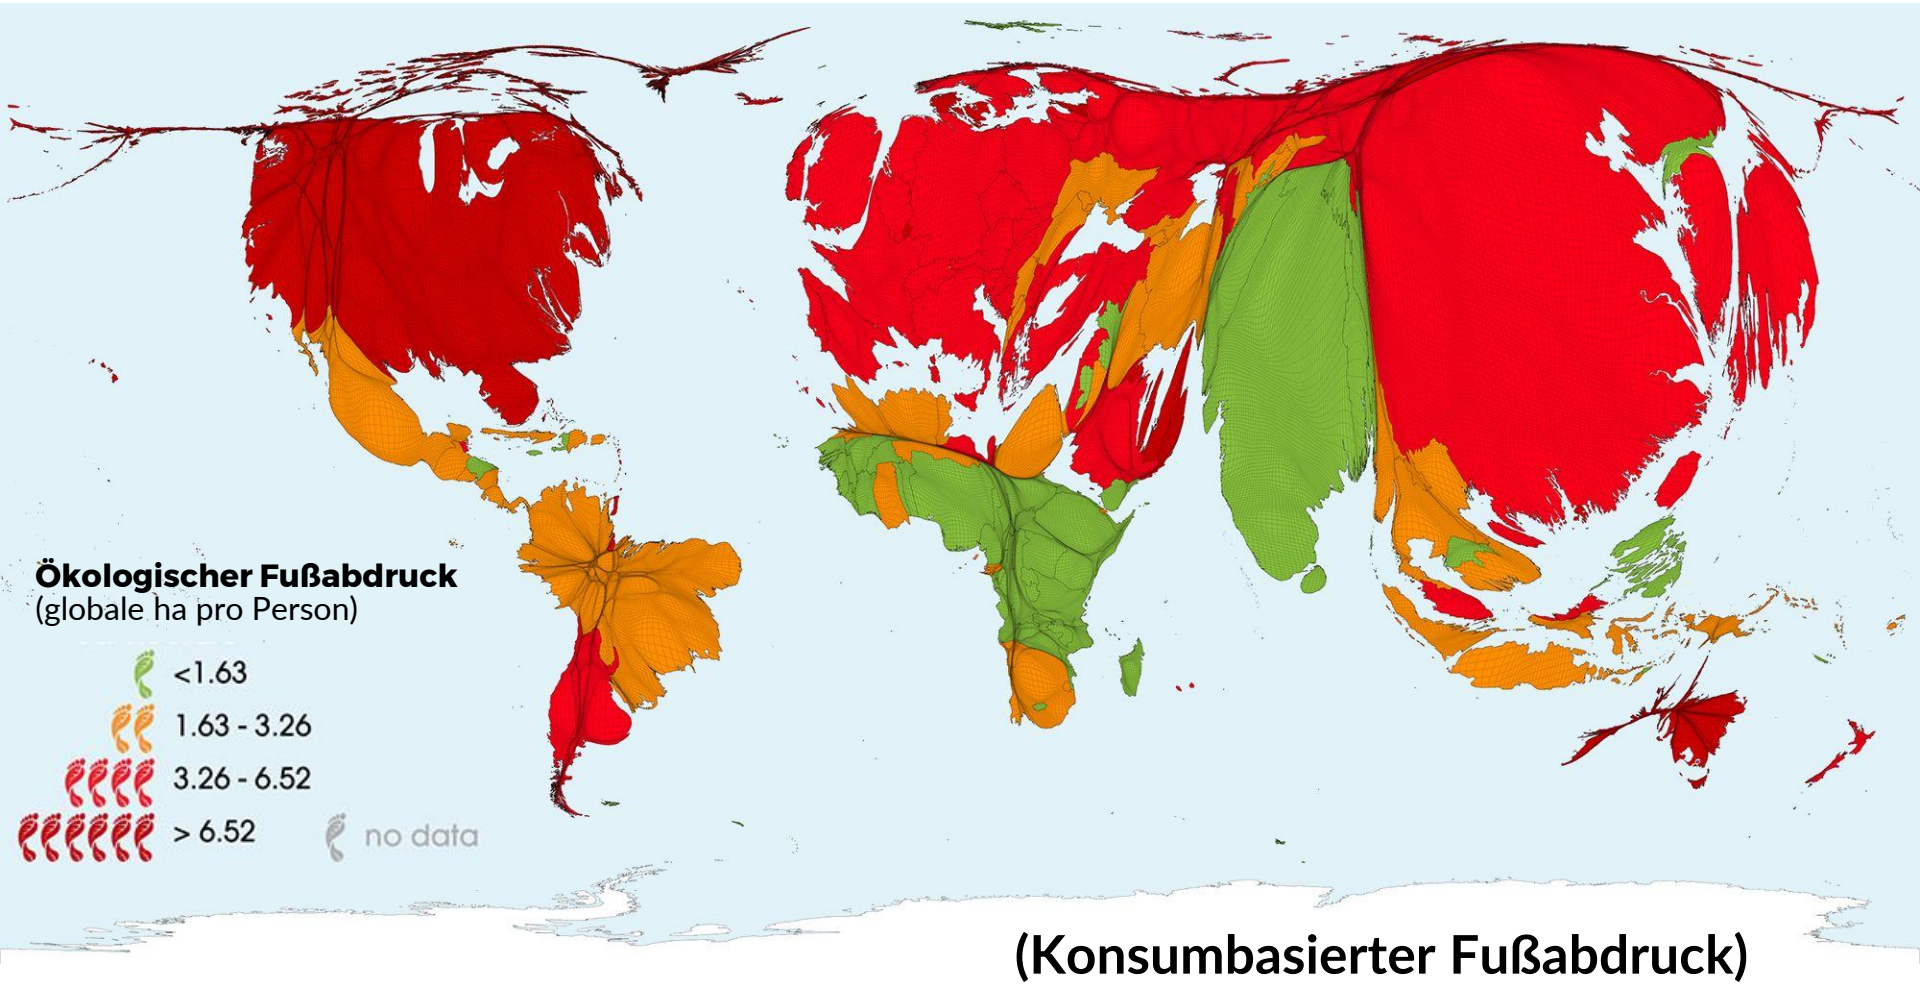 Ökologischer Fußabdruck
(globale ha pro Person)
<1.63
1.63 - 3.26
3.26 - 6.52
> 6.52
no data
(Konsumbasierter Fußabdruck)